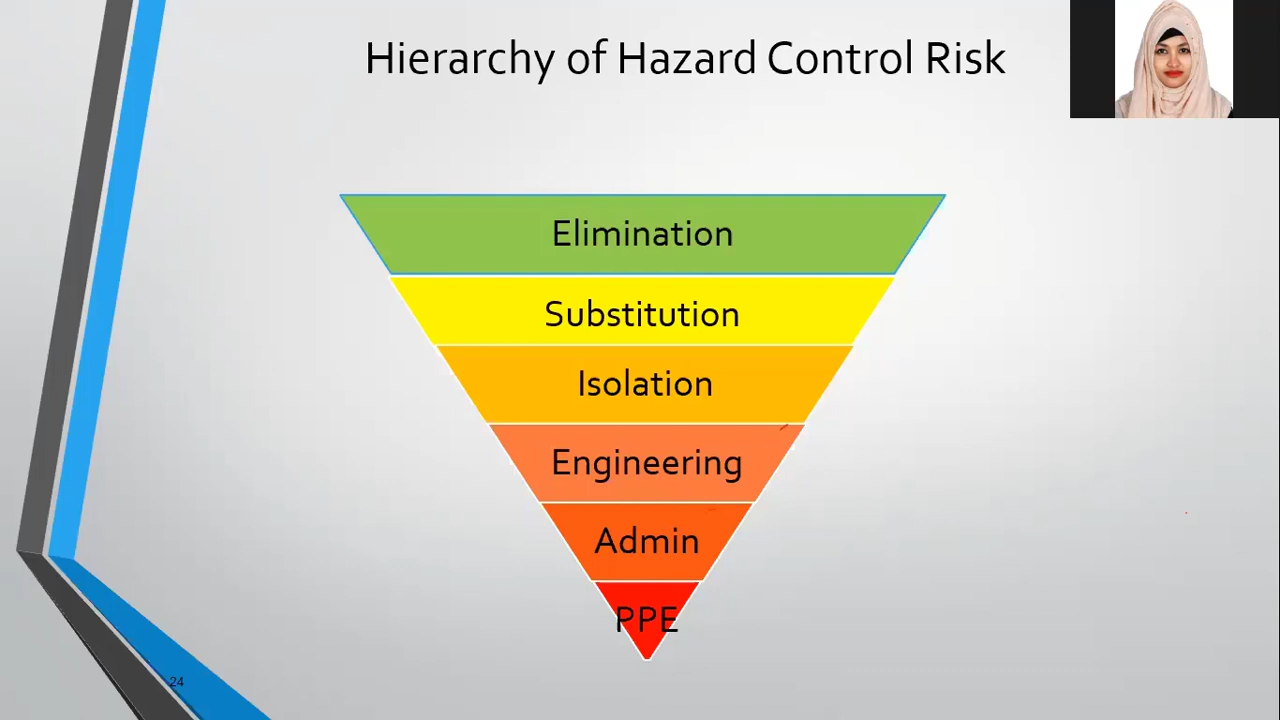 Hierarchy of Hazard Control Risk
Elimination
Substitution
Isolation
Engineering
Admin
PPE
24